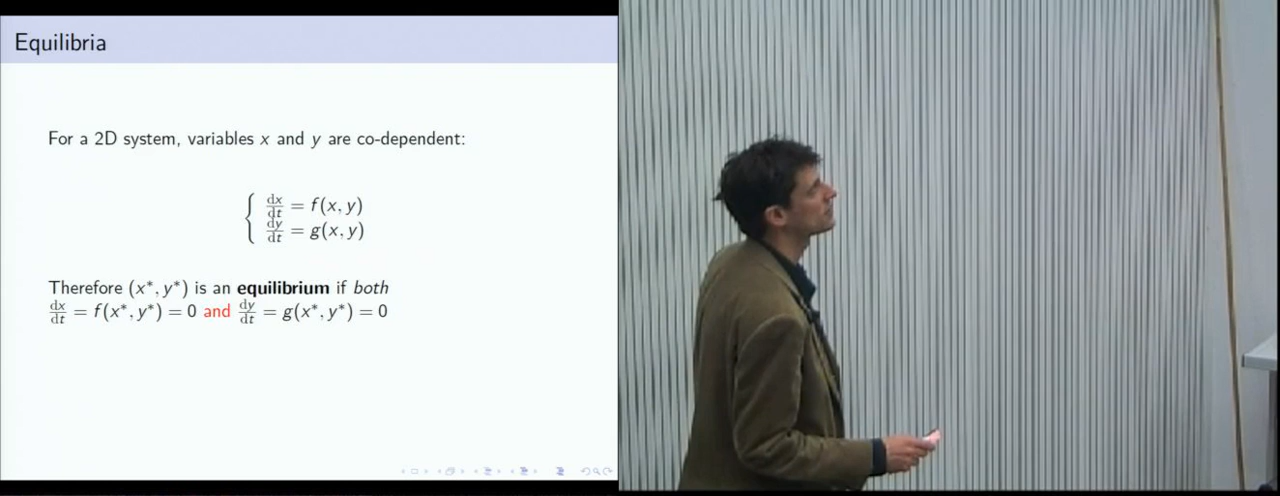 Equilibria
For a 2D system, variables x and y are co-dependent:
{ dx/dt = f(x, y)
dy/dt = g(x, y)
Therefore (x*, y*) is an equilibrium if both
dx/dt = f(x*, y*) = 0 and dy/dt = g(x*, y*) = 0